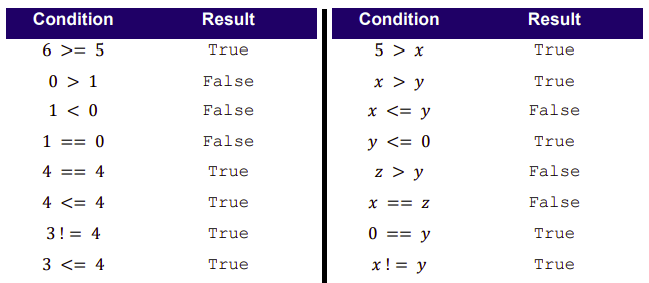 Condition Result
6 >= 5 True
0 > 1 False
1 < 0 False
1 == 0 False
4 == 4 True
4 <= 4 True
3!= 4 True
3 <= 4 True
Condition Result
5 > x True
x > y True
x <= y False
y <= 0 True
z > y False
x == z False
0 == y True
x!= y True